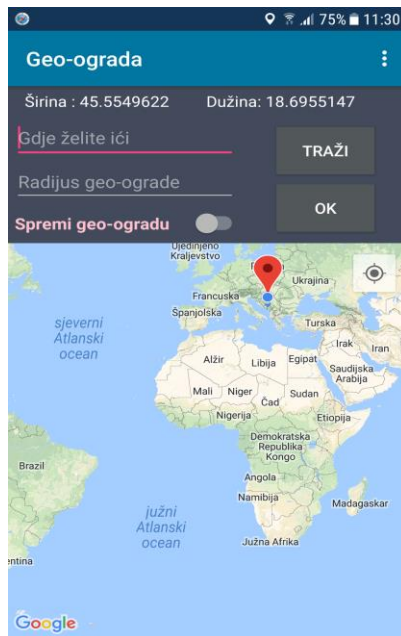 75% 11:30
Geo-ograda
Širina : 45.5549622 Dužina: 18.6955147
Gdje želite ići
TRAŽI
Radijus geo-ograde
OK
Spremi geo-ogradu
Ujedinjeno
Kraljevstvo
Ukrajina
Francuska
Španjolska
Turska
sjeverni
Atlanski
ocean
Irak
Iran
Alžir
Libija
Egipat
Saudijska
Arabija
Mali
Niger
Čad
Sudan
Nigerija
Etiopija
Demokratska
Republika
Kongo
Brazil
Angola
Namibija
Madagaskar
južni
Atlanski
ocean
Južna Afrika
entina
Google